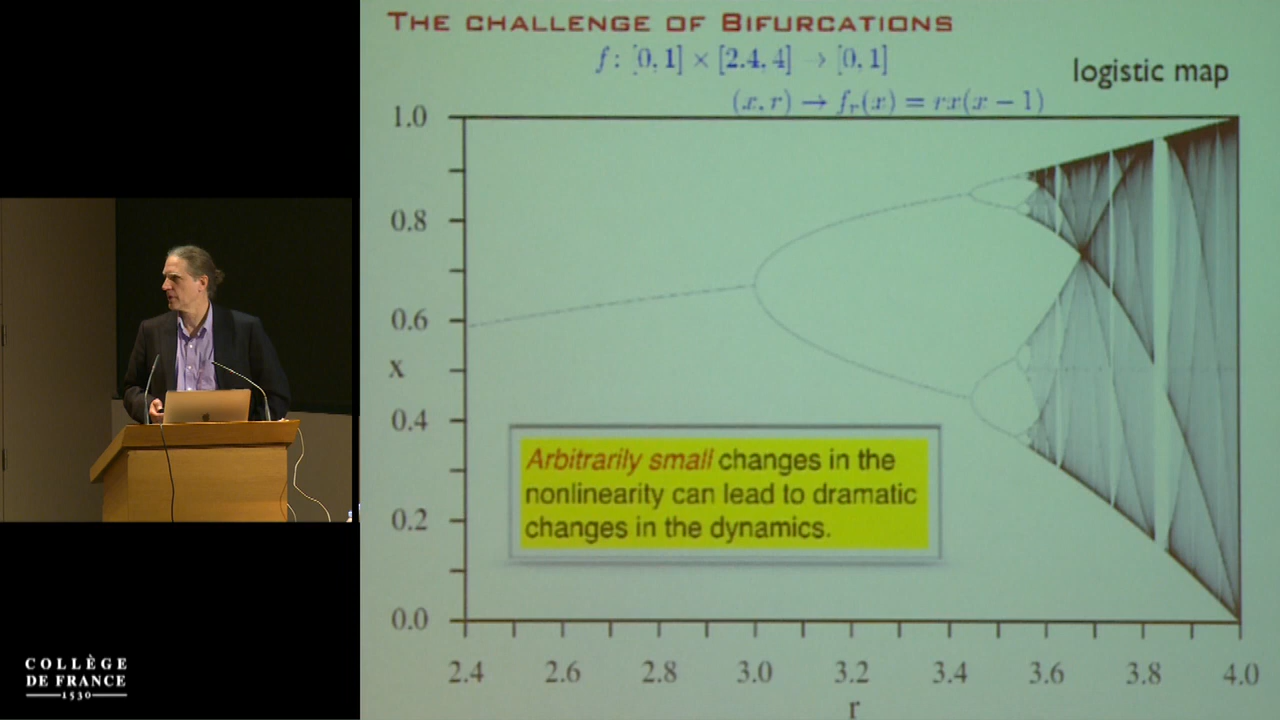 THE CHALLENGE OF BIFURCATIONS
f : [0, 1] × [2.4, 4] → [0, 1]
logistic map
(x, r) → fr(x) = rx(x − 1)
1.0
0.8
0.6
x
0.4
Arbitrarily small changes in the
nonlinearity can lead to dramatic
changes in the dynamics.
0.2
0.0
2.4 2.6 2.8 3.0 3.2 3.4 3.6 3.8 4.0
r
COLLÈGE
DE FRANCE
1530